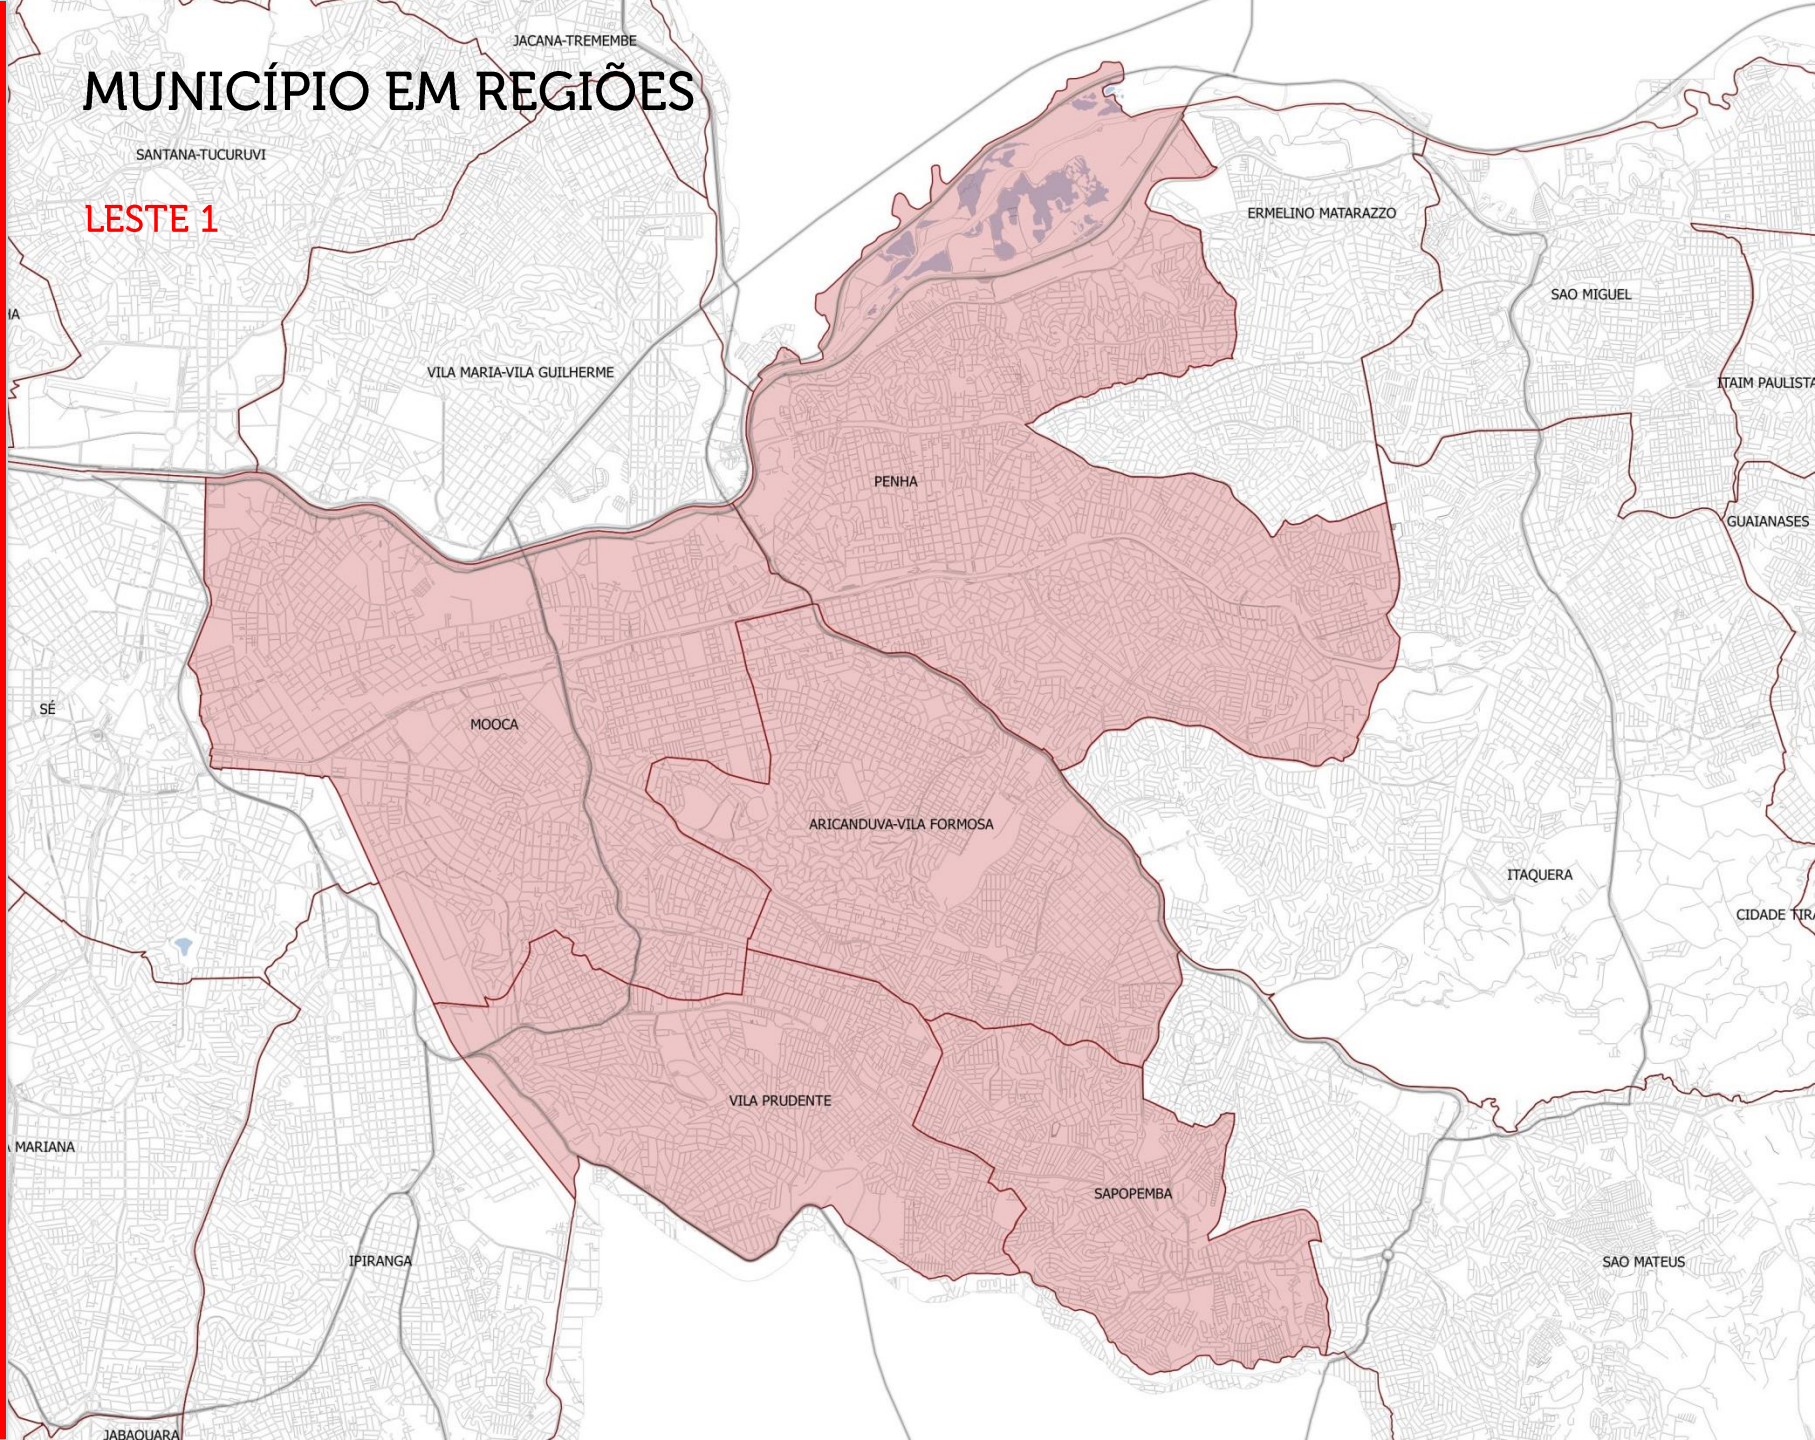 JACANA-TREMEMBE
MUNICÍPIO EM REGIÕES
SANTANA-TUCURUVI
LESTE 1
ERMELINO MATARAZZO
SAO MIGUEL
HA
VILA MARIA-VILA GUILHERME
ITAIM PAULISTA
PENHA
GUAIANASES
SÉ
MOOCA
ARICANDUVA-VILA FORMOSA
ITAQUERA
CIDADE TIRA
VILA PRUDENTE
A MARIANA
SAPOPEMBA
IPIRANGA
SAO MATEUS
JABAQUARA